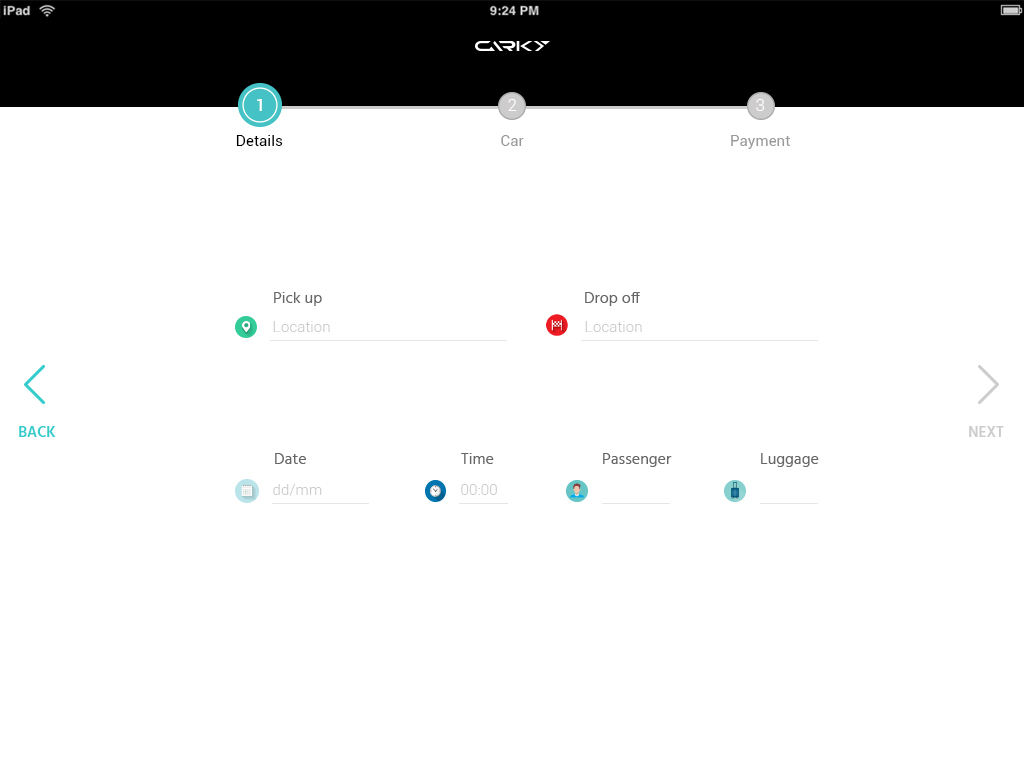 iPad 9:24 PM
CARKY
1 2 3
Details Car Payment
Pick up Drop off
Location Location
BACK NEXT
Date Time Passenger Luggage
dd/mm 00:00